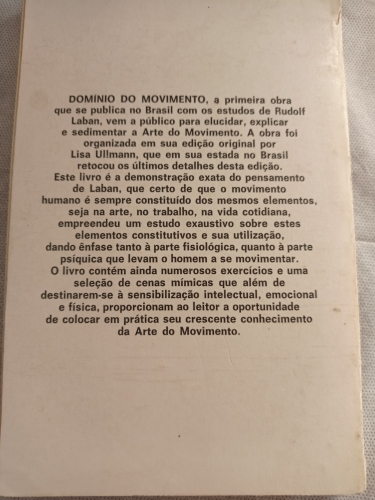 DOMÍNIO DO MOVIMENTO, a primeira obra
que se publica no Brasil com os estudos de Rudolf
Laban, vem a público para elucidar, explicar
e sedimentar a Arte do Movimento. A obra foi
organizada em sua edição original por
Lisa Ullmann, que em sua estada no Brasil
retocou os últimos detalhes desta edição.
Este livro é a demonstração exata do pensamento
de Laban, que certo de que o movimento
humano é sempre constituído dos mesmos elementos,
seja na arte, no trabalho, na vida cotidiana,
empreendeu um estudo exaustivo sobre estes
elementos constitutivos e sua utilização,
dando ênfase tanto à parte fisiológica, quanto à parte
psíquica que levam o homem a se movimentar.
O livro contém ainda numerosos exercícios e uma
seleção de cenas mímicas que além de
destinarem-se à sensibilização intelectual, emocional
e física, proporcionam ao leitor a oportunidade
de colocar em prática seu crescente conhecimento
da Arte do Movimento.